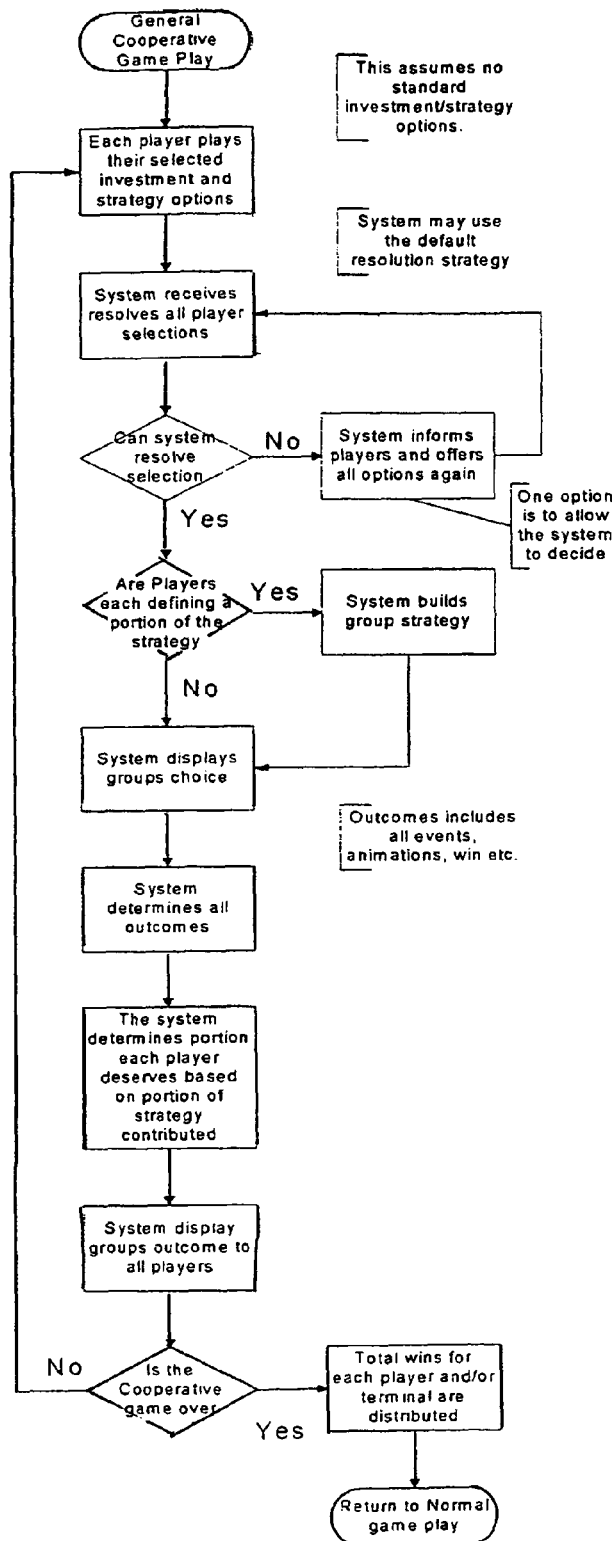 General
Cooperative
Game Play
This assumes no
standard
investment/strategy
options.
Each player plays
their selected
investment and
strategy options
System may use
the default
resolution strategy
System receives
resolves all player
selections
Can system
resolve
selection
No
System informs
players and offers
all options again
One option
is to allow
the system
to decide
Yes
Are Players
each defining a
portion of the
strategy
Yes
System builds
group strategy
No
System displays
groups choice
Outcomes includes
all events,
animations, win etc.
System
determines all
outcomes
The system
determines portion
each player
deserves based
on portion of
strategy
contributed
System display
groups outcome to
all players
No
Is the
Cooperative
game over
Yes
Total wins for
each player and/or
terminal are
distributed
Return to Normal
game play